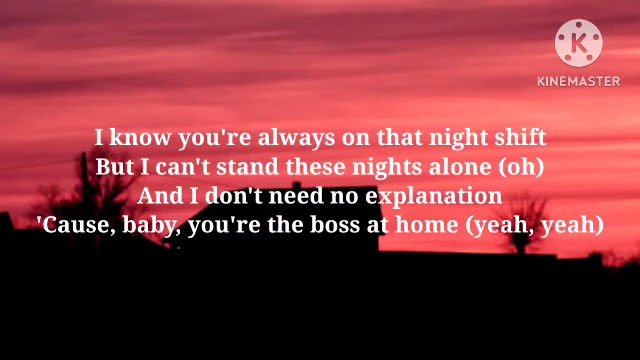 KINEMASTER
I know you're always on that night shift
But I can't stand these nights alone (oh)
And I don't need no explanation
'Cause, baby, you're the boss at home (yeah, yeah)